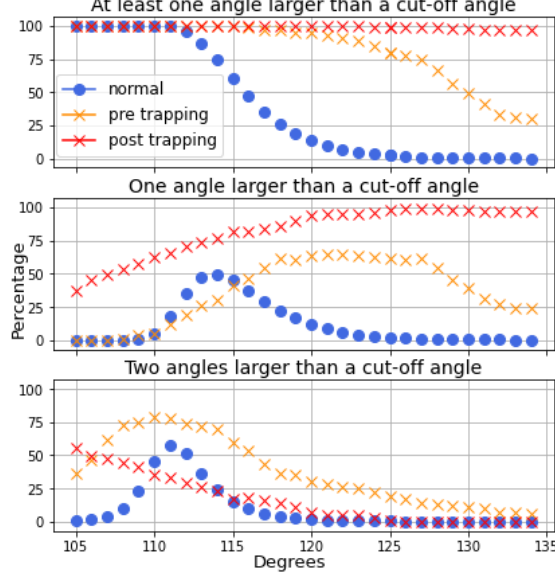 At least one angle larger than a cut-off angle
100
75
50
25
0
normal
pre trapping
post trapping
One angle larger than a cut-off angle
100
75
50
25
0
Percentage
Two angles larger than a cut-off angle
100
75
50
25
0
105 110 115 120 125 130 135
Degrees